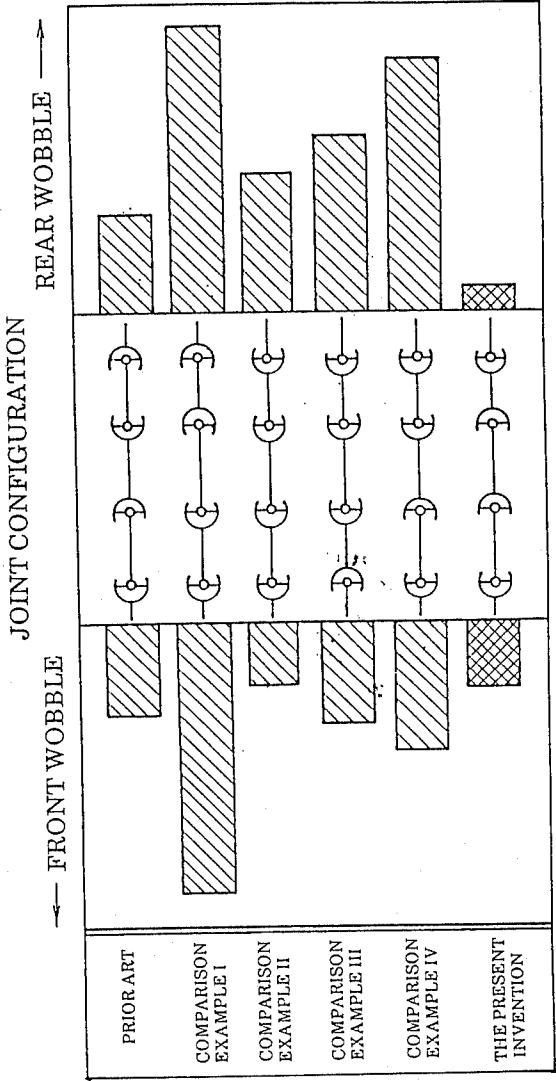 ← FRONT WOBBLE
JOINT CONFIGURATION
REAR WOBBLE →
PRIOR ART
COMPARISON
EXAMPLE I
COMPARISON
EXAMPLE II
COMPARISON
EXAMPLE III
COMPARISON
EXAMPLE IV
THE PRESENT
INVENTION